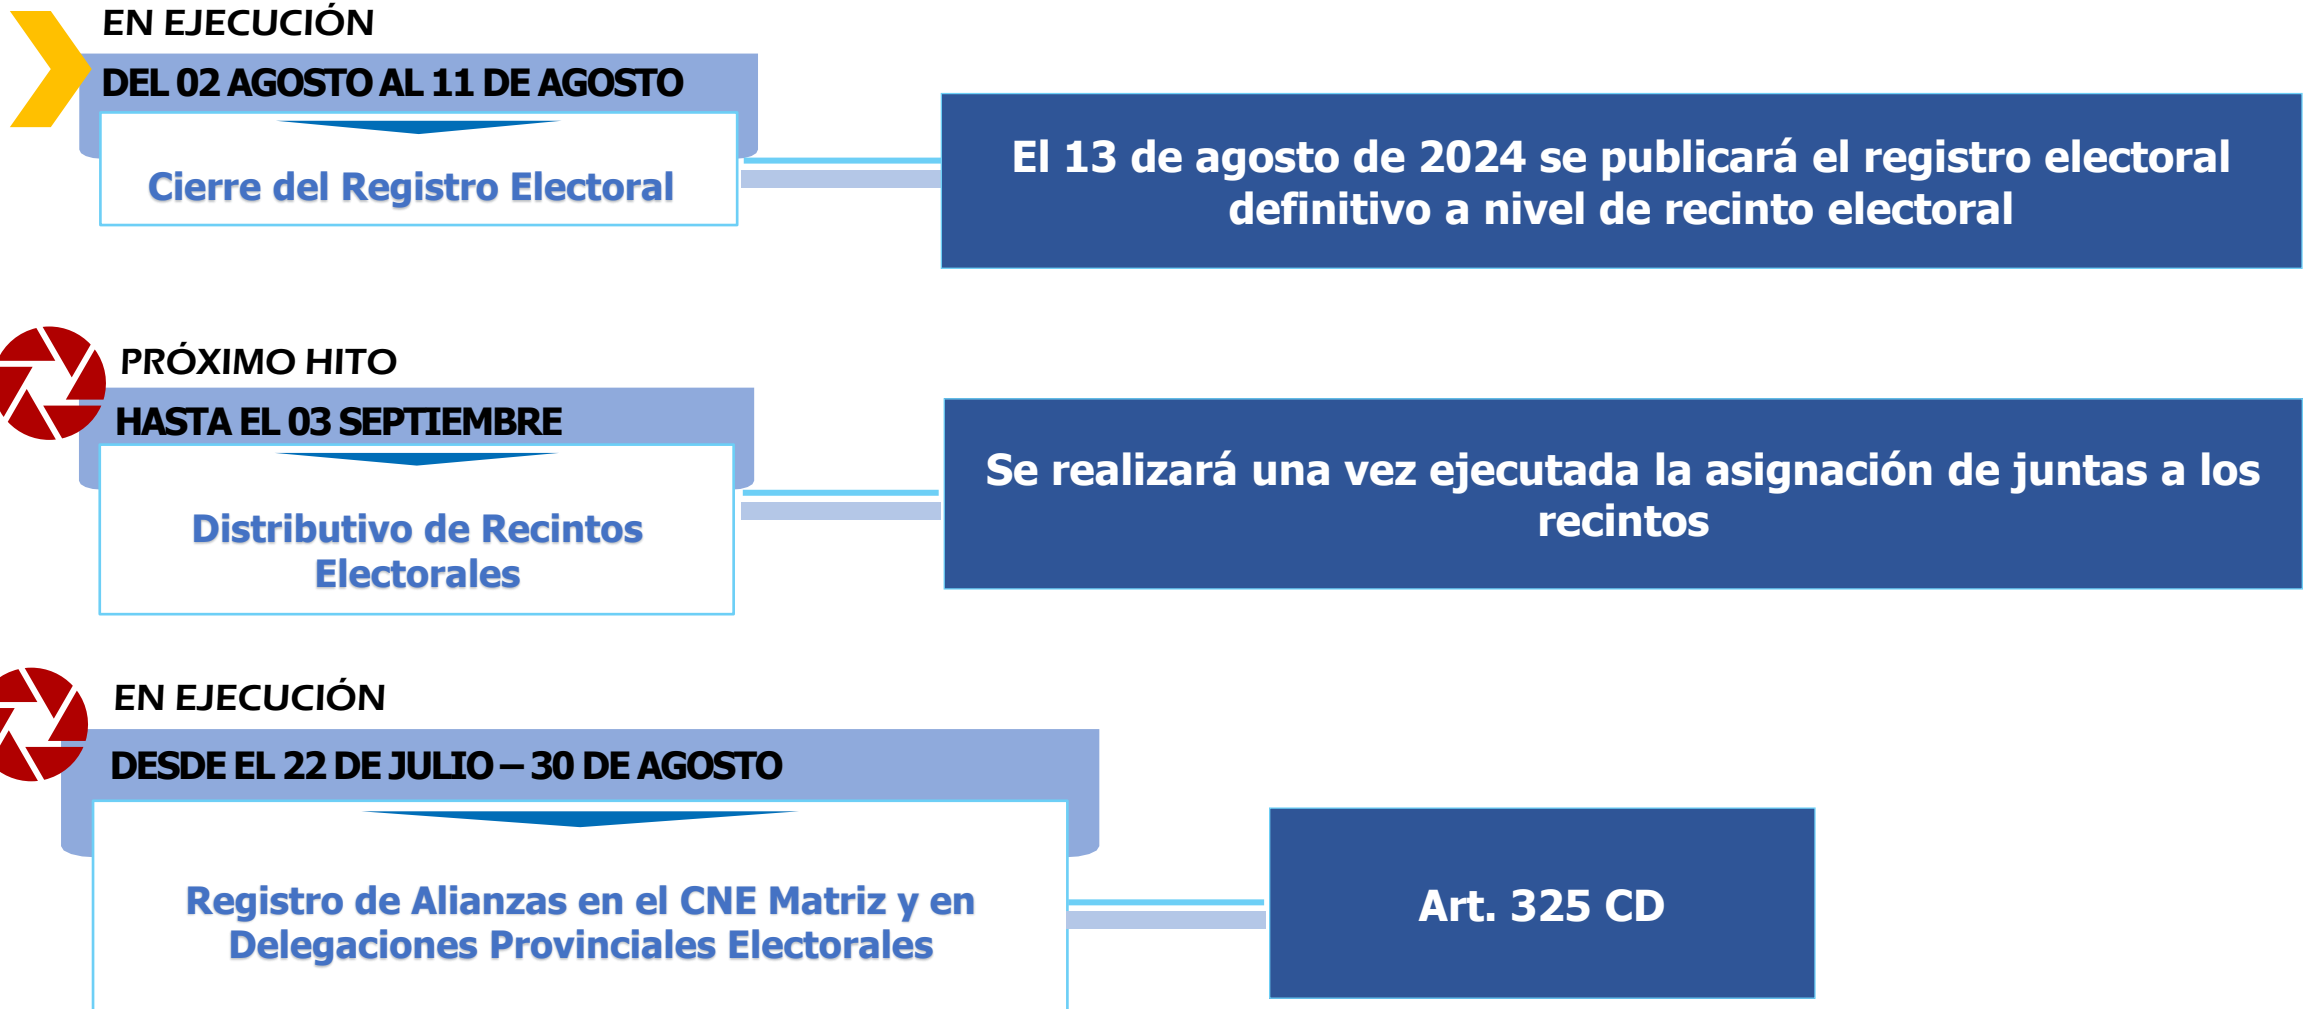 EN EJECUCIÓN
DEL 02 AGOSTO AL 11 DE AGOSTO
Cierre del Registro Electoral
El 13 de agosto de 2024 se publicará el registro electoral
definitivo a nivel de recinto electoral
PRÓXIMO HITO
HASTA EL 03 SEPTIEMBRE
Distributivo de Recintos
Electorales
Se realizará una vez ejecutada la asignación de juntas a los
recintos
EN EJECUCIÓN
DESDE EL 22 DE JULIO – 30 DE AGOSTO
Registro de Alianzas en el CNE Matriz y en
Delegaciones Provinciales Electorales
Art. 325 CD